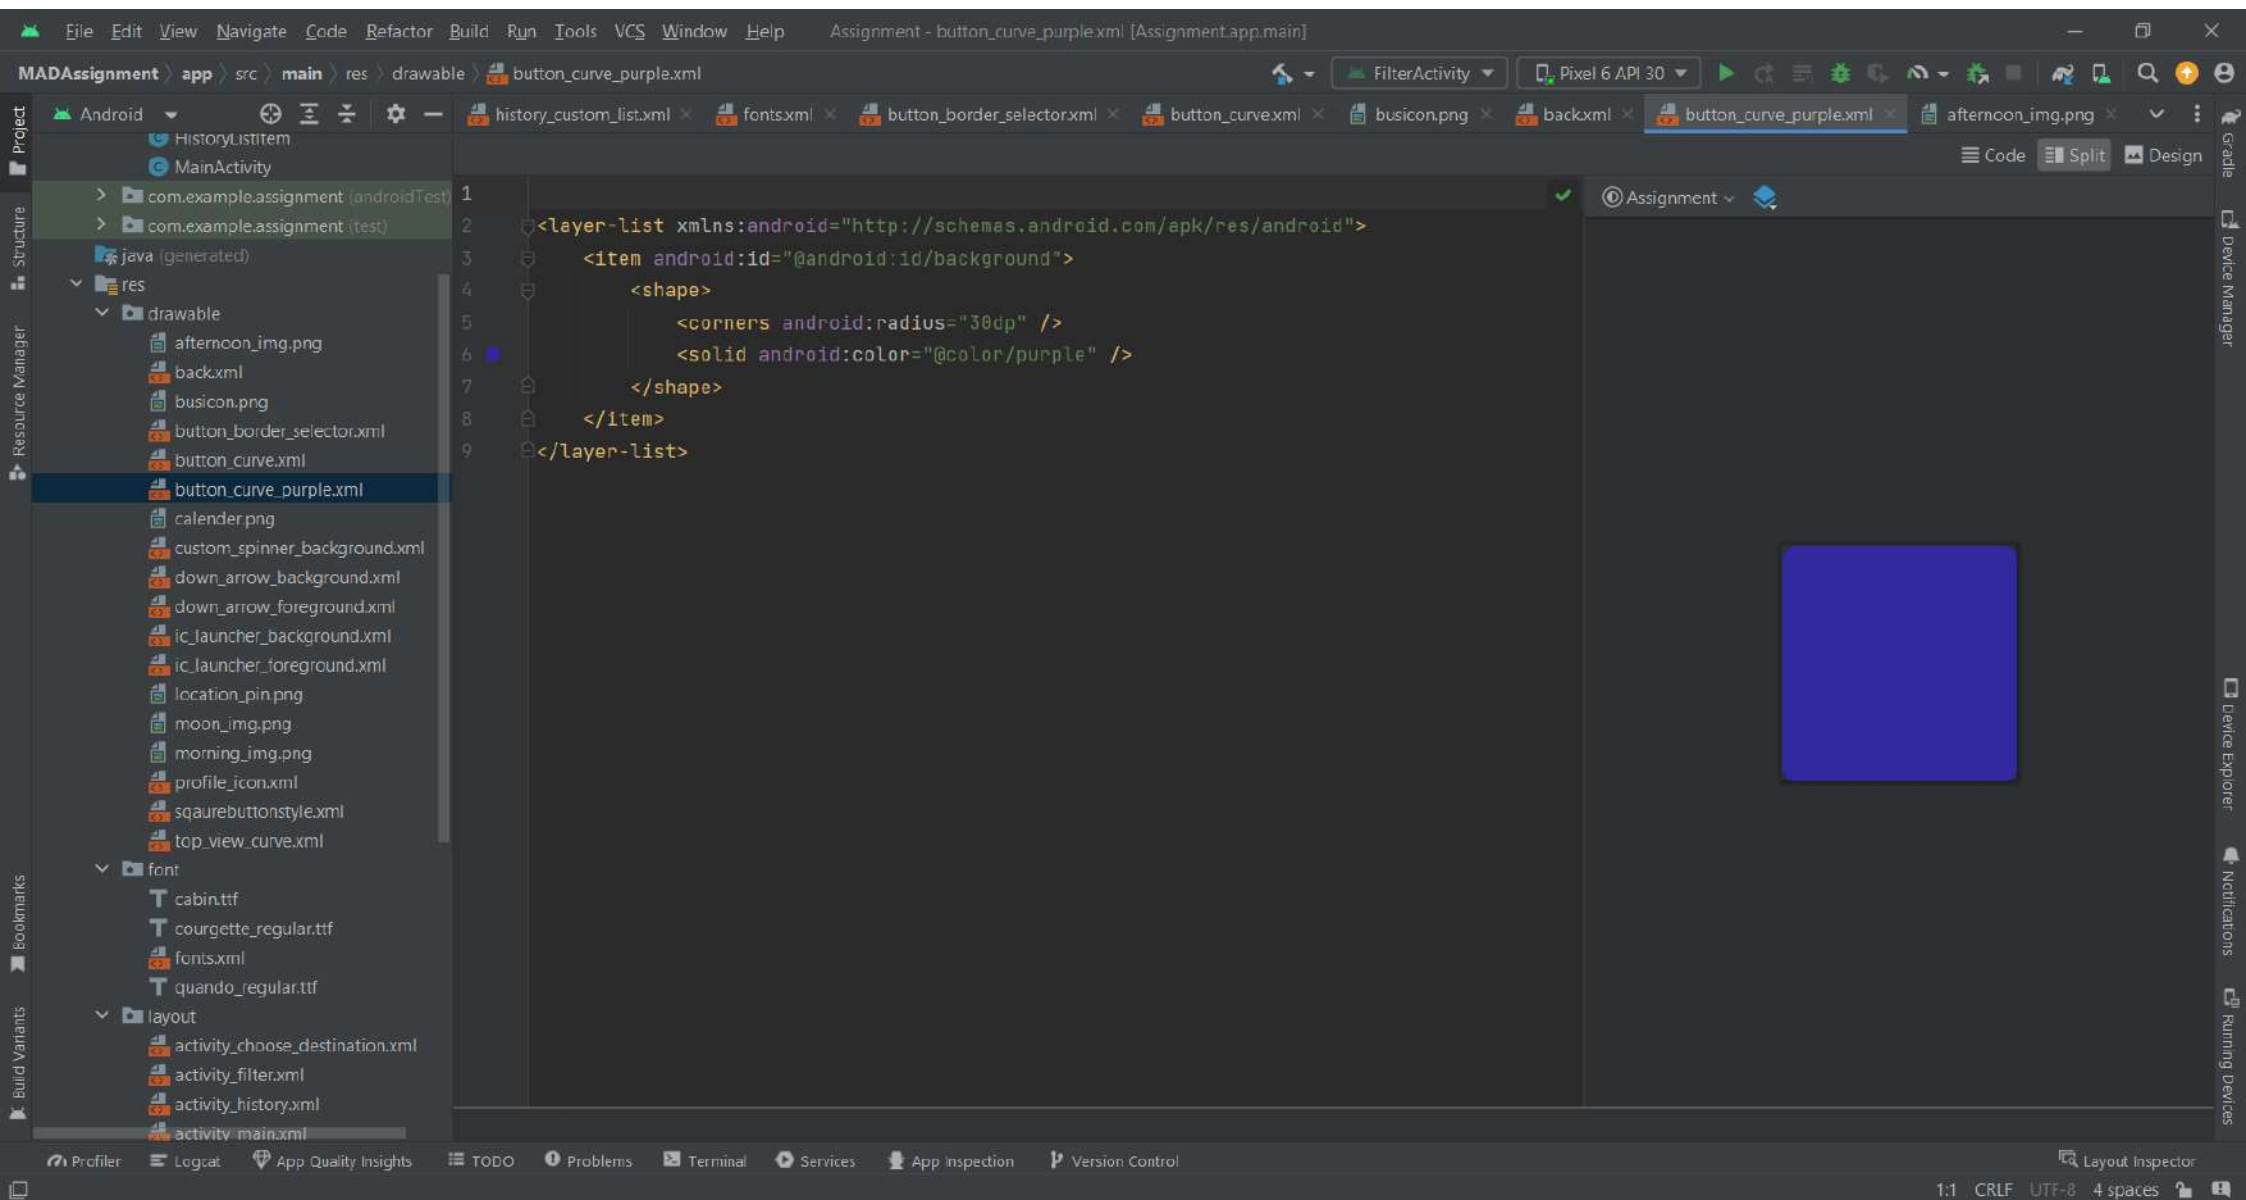 File Edit View Navigate Code Refactor Build Run Tools VCS Window Help Assignment - button_curve_purple.xml [Assignment.app.main]
MADAssignment app src main res drawable button_curve_purple.xml FilterActivity Pixel 6 API 30
Android history_custom_list.xml fonts.xml button_border_selector.xml button_curve.xml busicon.png back.xml button_curve_purple.xml afternoon_img.png
Code Split Design
Assignment
Project
Structure
Resource Manager
Bookmarks
Build Variants
HistoryListItem
MainActivity
com.example.assignment (androidTest)
com.example.assignment (test)
java (generated)
res
drawable
afternoon_img.png
back.xml
busicon.png
button_border_selector.xml
button_curve.xml
button_curve_purple.xml
calender.png
custom_spinner_background.xml
down_arrow_background.xml
down_arrow_foreground.xml
ic_launcher_background.xml
ic_launcher_foreground.xml
location_pin.png
moon_img.png
morning_img.png
profile_icon.xml
sqaurebuttonstyle.xml
top_view_curve.xml
font
cabin.ttf
courgette_regular.ttf
fonts.xml
quando_regular.ttf
layout
activity_choose_destination.xml
activity_filter.xml
activity_history.xml
activity_main.xml
1
2 <layer-list xmlns:android="http://schemas.android.com/apk/res/android">
3 <item android:id="@android:id/background">
4 <shape>
5 <corners android:radius="30dp" />
6 <solid android:color="@color/purple" />
7 </shape>
8 </item>
9 </layer-list>
Gradle
Device Manager
Device Explorer
Notifications
Running Devices
Profiler Logcat App Quality Insights TODO Problems Terminal Services App Inspection Version Control Layout Inspector
1:1 CRLF UTF-8 4 spaces